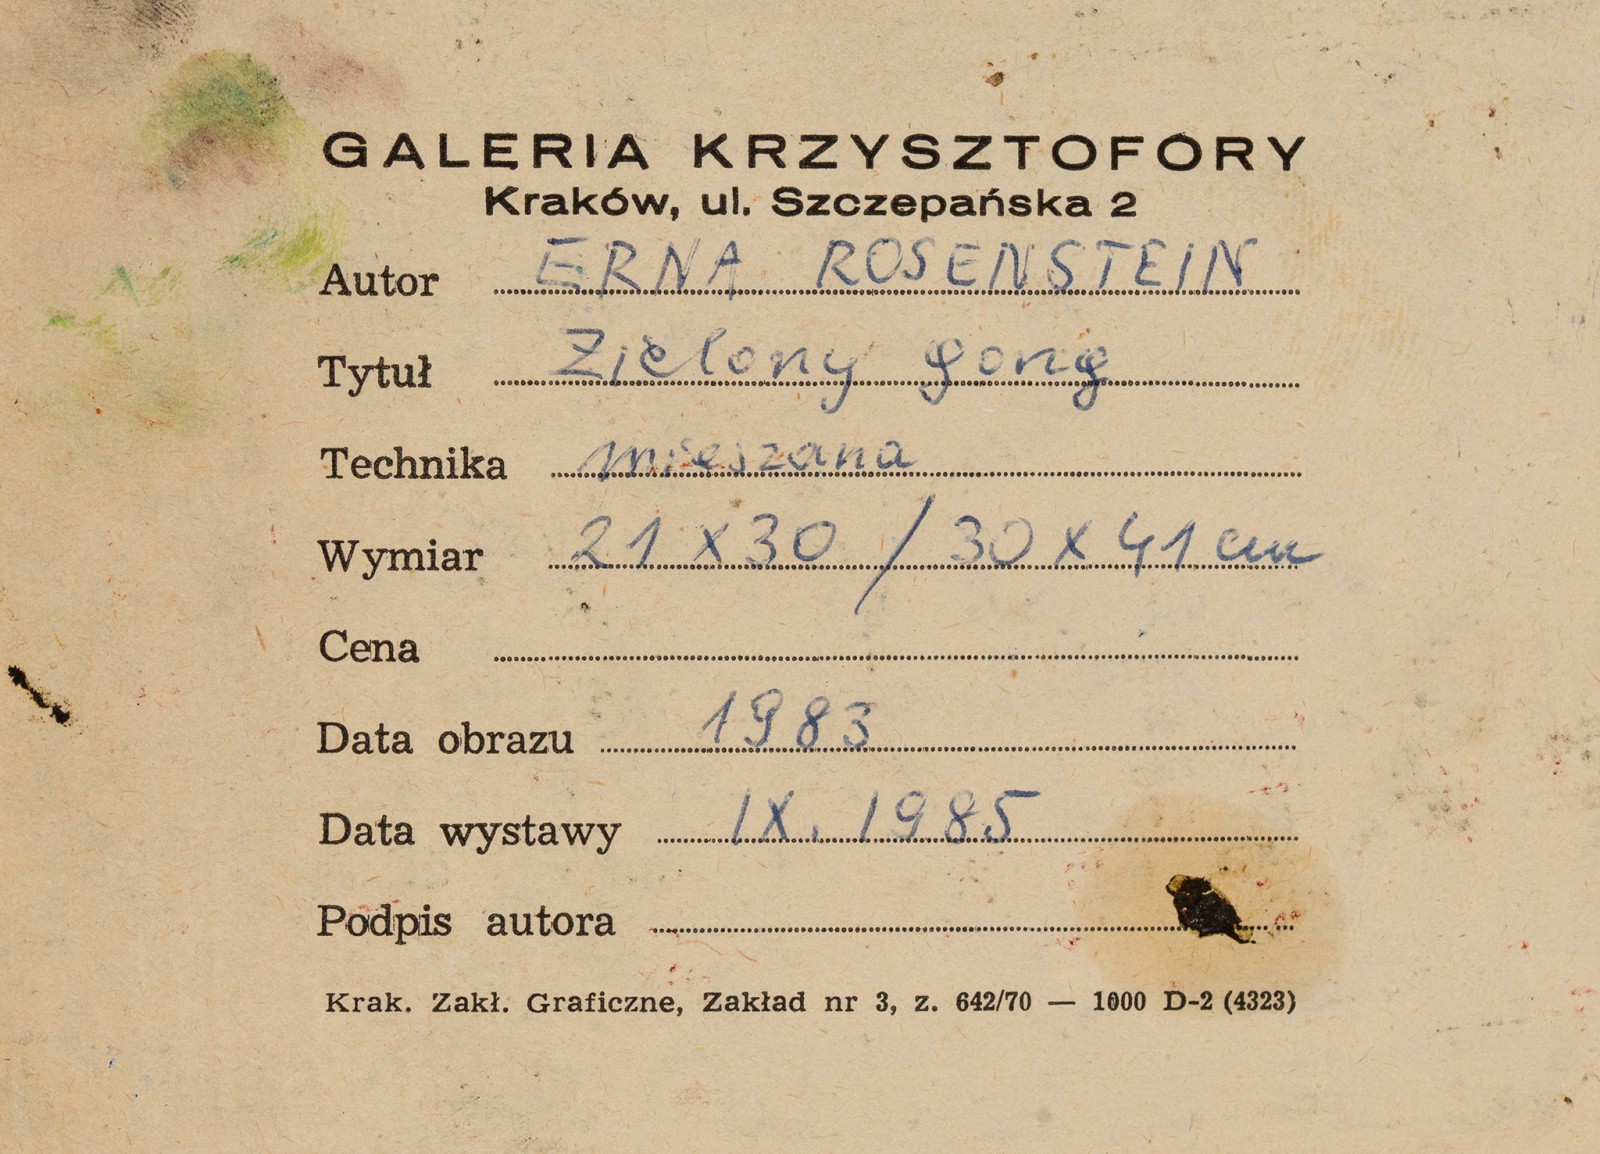 GALERIA KRZYSZTOFORY
Kraków, ul. Szczepańska 2
Autor ERNA ROSENSTEIN
Tytuł Zielony gong
Technika mieszana
Wymiar 21 x 30 / 30 x 41 cm
Cena
Data obrazu 1983
Data wystawy IX. 1985
Podpis autora
Krak. Zakł. Graficzne, Zakład nr 3, z. 642/70 — 1000 D-2 (4323)